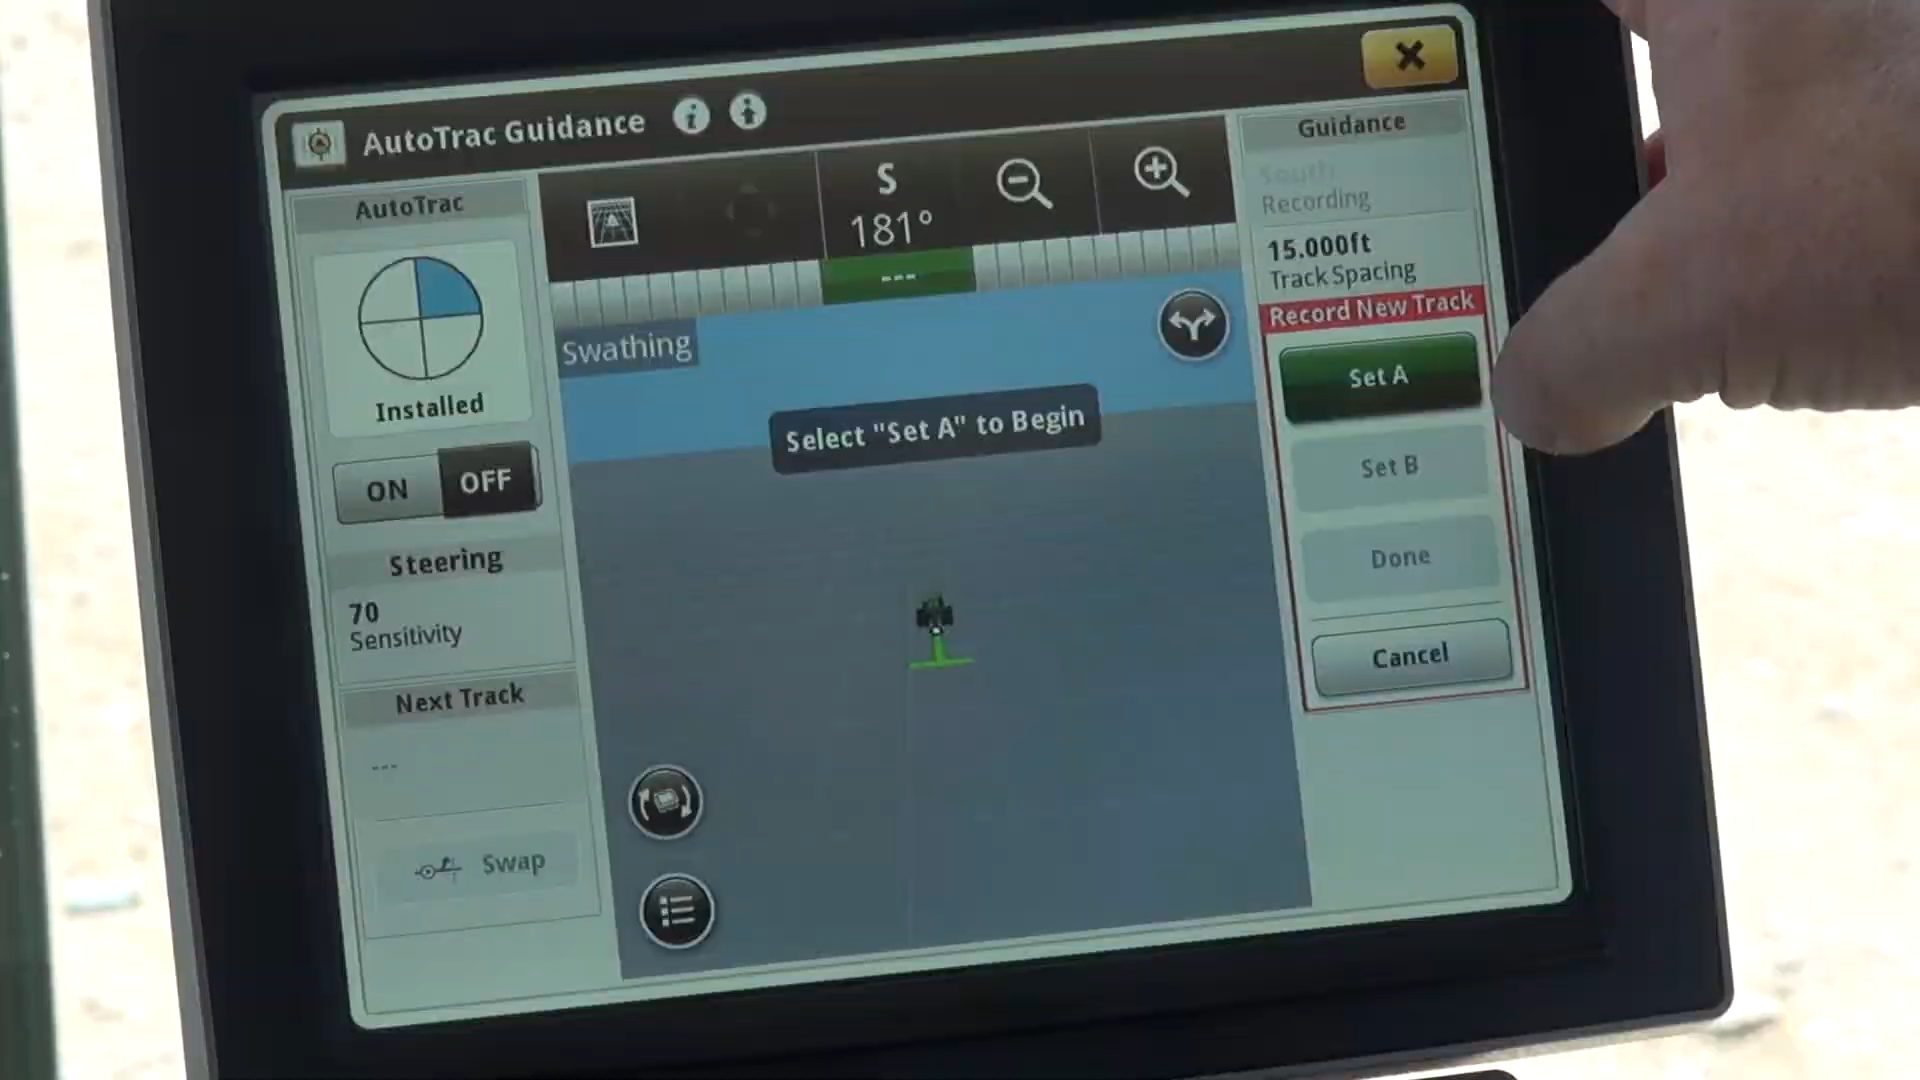 AutoTrac Guidance
AutoTrac
Installed
ON OFF
Steering
70
Sensitivity
Next Track
---
Swap
S
181°
---
Swathing
Select "Set A" to Begin
Guidance
South
Recording
15.000ft
Track Spacing
Record New Track
Set A
Set B
Done
Cancel